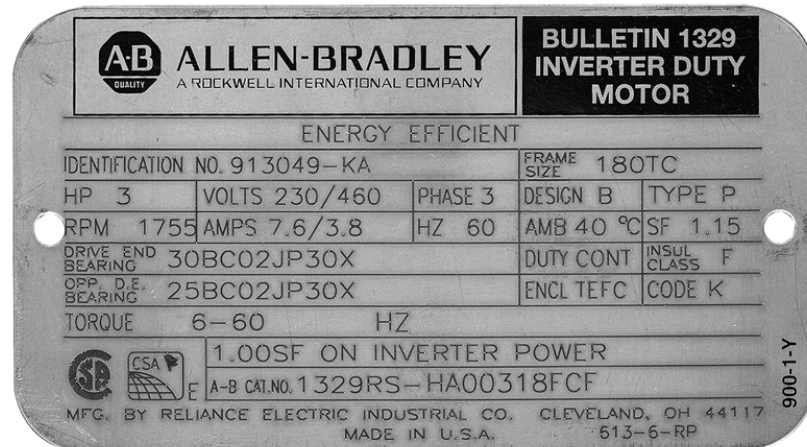 A-B QUALITY
ALLEN-BRADLEY
A ROCKWELL INTERNATIONAL COMPANY
BULLETIN 1329
INVERTER DUTY
MOTOR
ENERGY EFFICIENT
IDENTIFICATION NO. 913049-KA FRAME SIZE 180TC
HP 3 VOLTS 230/460 PHASE 3 DESIGN B TYPE P
RPM 1755 AMPS 7.6/3.8 HZ 60 AMB 40 °C SF 1.15
DRIVE END BEARING 30BC02JP30X DUTY CONT INSUL CLASS F
OPP. D.E. BEARING 25BC02JP30X ENCL TEFC CODE K
TORQUE 6-60 HZ
1.00SF ON INVERTER POWER
SA CSA E A-B CAT.NO. 1329RS-HA00318FCF
900-1-Y
MFG. BY RELIANCE ELECTRIC INDUSTRIAL CO. CLEVELAND, OH 44117
MADE IN U.S.A. 613-6-RP